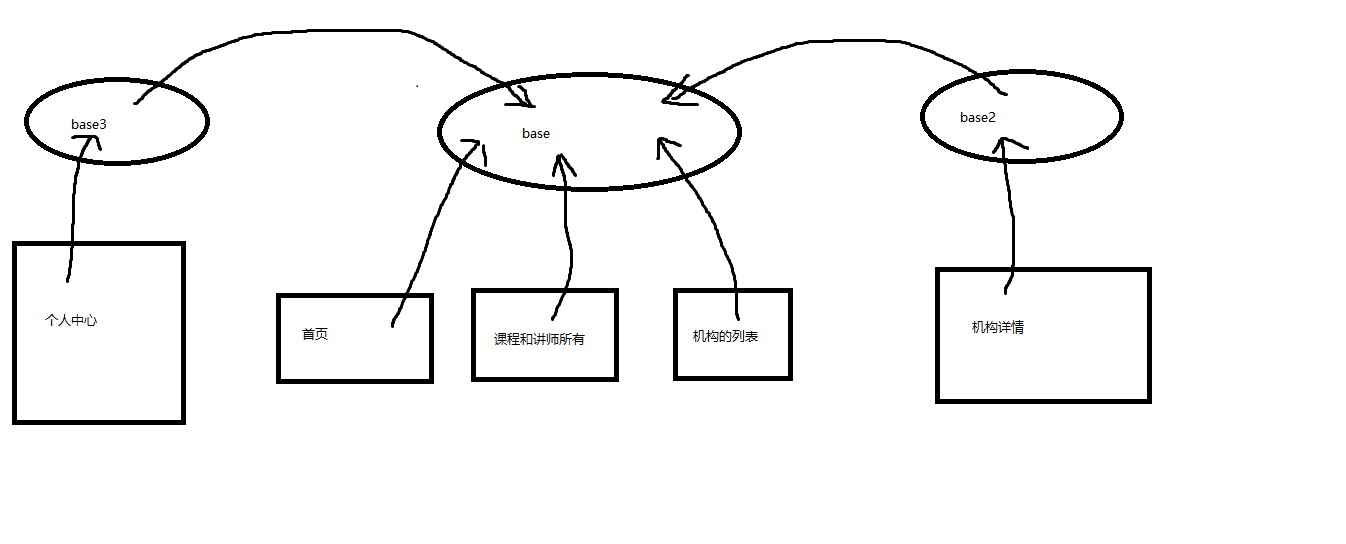 base3
base
base2
个人中心
首页
课程和讲师所有
机构的列表
机构详情